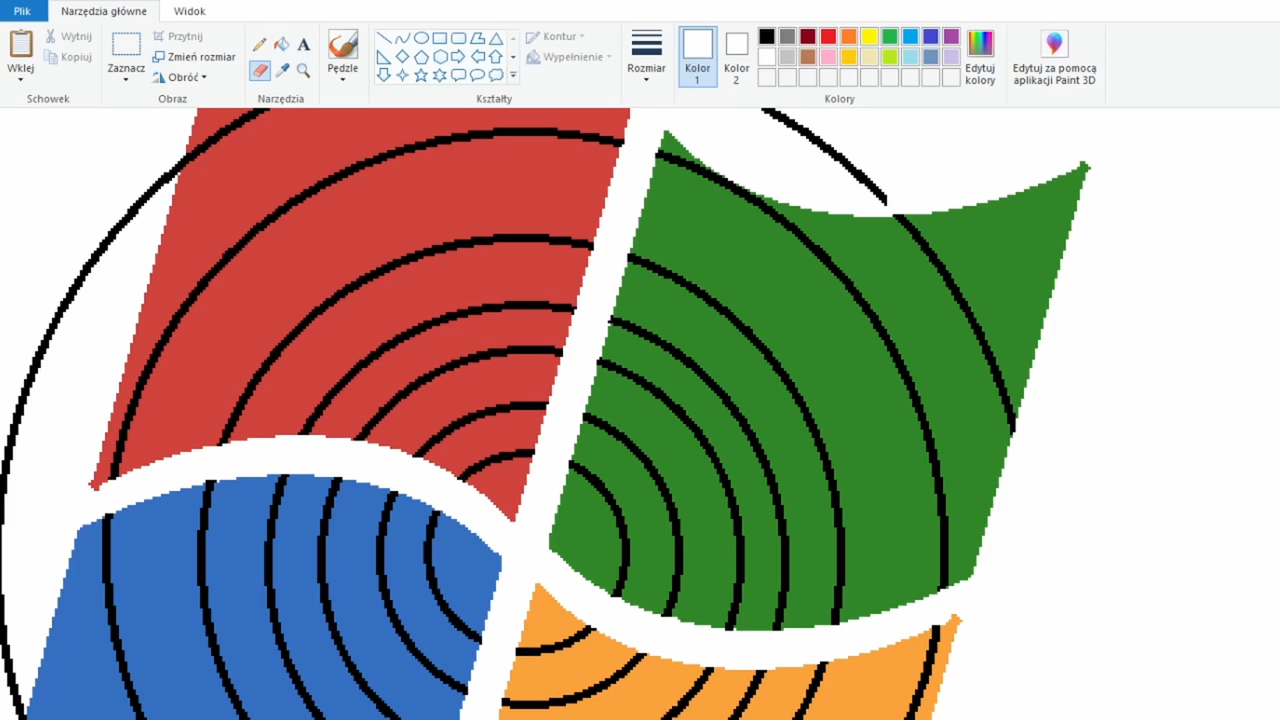 Plik Narzędzia główne Widok
Wklej
Wytnij
Kopiuj
Schowek
Zaznacz
Przytnij
Zmień rozmiar
Obróć
Obraz
A
Narzędzia
Pędzle
Kontur
Wypełnienie
Kształty
Rozmiar
Kolor 1
Kolor 2
Edytuj kolory
Kolory
Edytuj za pomocą
aplikacji Paint 3D